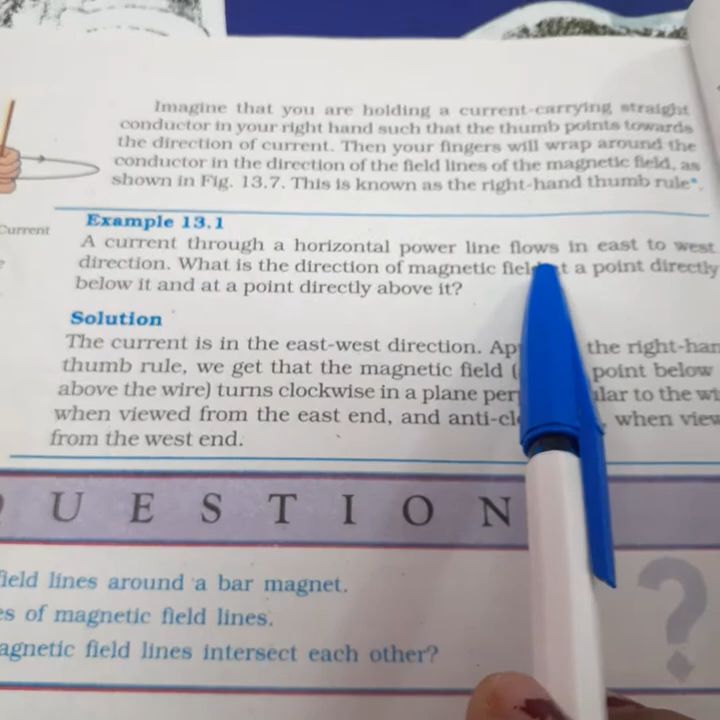 Imagine that you are holding a current-carrying straight
conductor in your right hand such that the thumb points towards
the direction of current. Then your fingers will wrap around the
conductor in the direction of the field lines of the magnetic field, as
shown in Fig. 13.7. This is known as the right-hand thumb rule*.
Current
Example 13.1
A current through a horizontal power line flows in east to west
direction. What is the direction of magnetic field at a point directly
below it and at a point directly above it?
Solution
The current is in the east-west direction. the right-han
thumb rule, we get that the magnetic field ( point below
above the wire) turns clockwise in a plane per lar to the wi
when viewed from the east end, and anti-cl , when view
from the west end.
U E S T I O N
?
field lines around a bar magnet.
es of magnetic field lines.
agnetic field lines intersect each other?